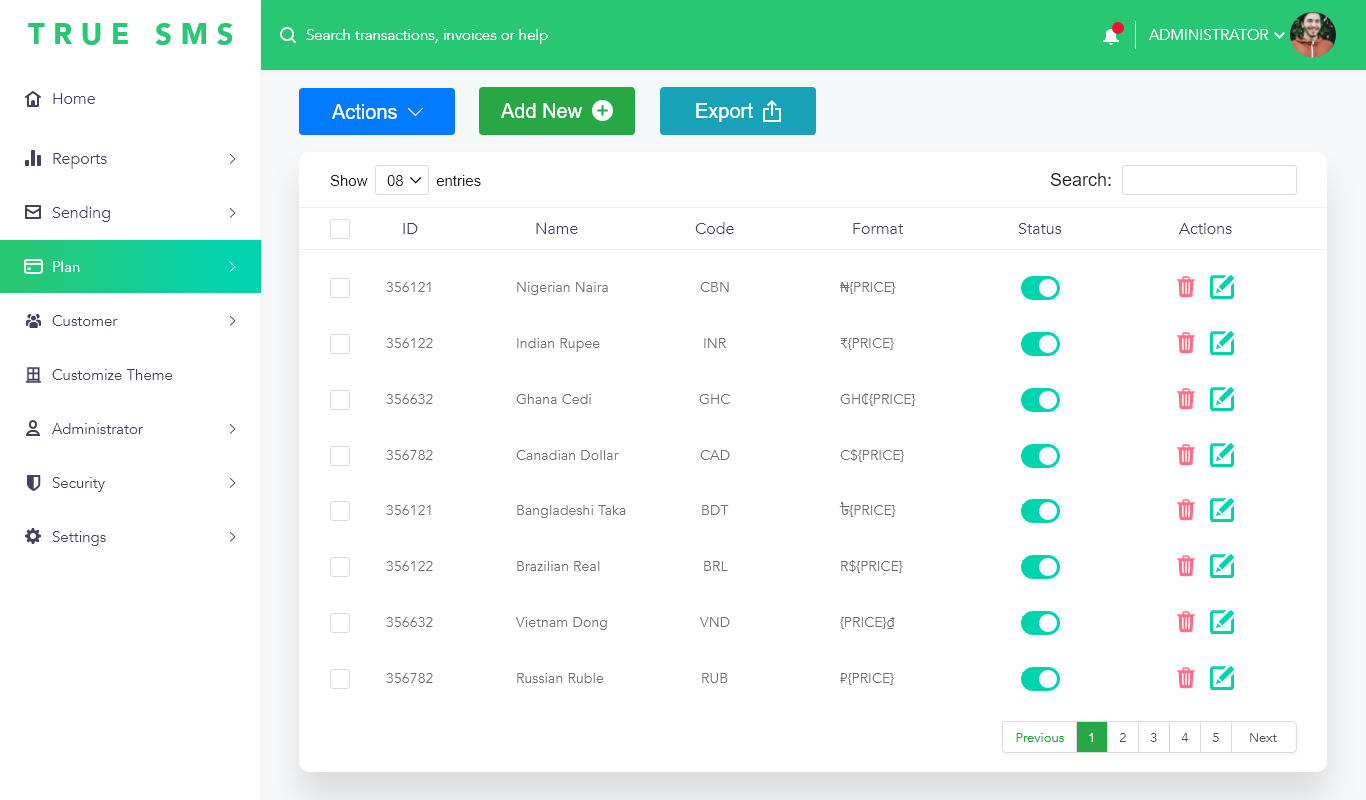 TRUE SMS
Search transactions, invoices or help
ADMINISTRATOR
Home
Reports
Sending
Plan
Customer
Customize Theme
Administrator
Security
Settings
Actions
Add New
Export
Show 08 entries
Search:
ID Name Code Format Status Actions
356121 Nigerian Naira CBN ₦{PRICE}
356122 Indian Rupee INR ₹{PRICE}
356632 Ghana Cedi GHC GH₵{PRICE}
356782 Canadian Dollar CAD C${PRICE}
356121 Bangladeshi Taka BDT ৳{PRICE}
356122 Brazilian Real BRL R${PRICE}
356632 Vietnam Dong VND {PRICE}₫
356782 Russian Ruble RUB ₽{PRICE}
Previous 1 2 3 4 5 Next